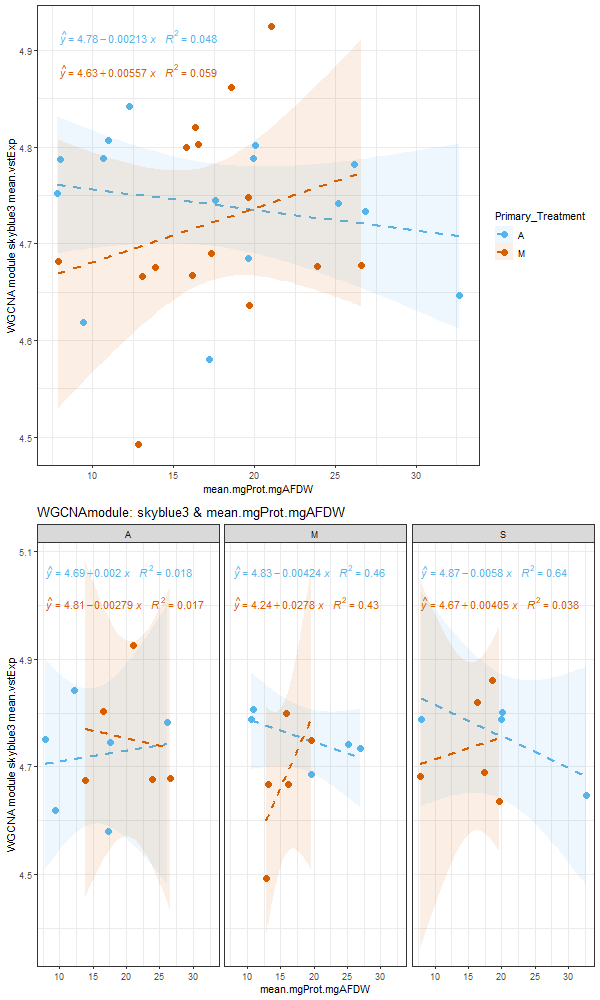 ŷ = 4.78 − 0.00213 x   R² = 0.048
ŷ = 4.63 + 0.00557 x   R² = 0.059
WGCNA module skyblue3 mean.vstExp
4.9
4.8
4.7
4.6
4.5
10 15 20 25 30
mean.mgProt.mgAFDW
Primary_Treatment
A
M
WGCNAmodule: skyblue3 & mean.mgProt.mgAFDW
A M S
ŷ = 4.69 + 0.002 x   R² = 0.018
ŷ = 4.81 − 0.00279 x   R² = 0.017
ŷ = 4.83 − 0.00424 x   R² = 0.46
ŷ = 4.24 + 0.0278 x   R² = 0.43
ŷ = 4.87 − 0.0058 x   R² = 0.64
ŷ = 4.67 + 0.00405 x   R² = 0.038
WGCNA module skyblue3 mean.vstExp
5.1
4.9
4.7
4.5
10 15 20 25 30 10 15 20 25 30 10 15 20 25 30
mean.mgProt.mgAFDW